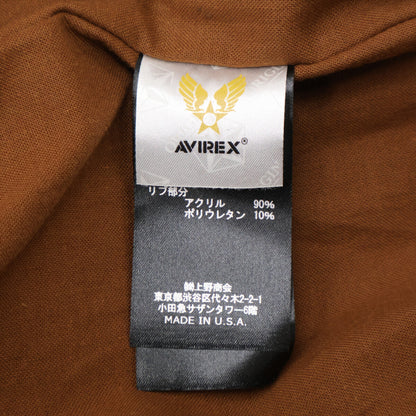 AVIREX®
リブ部分
アクリル 90%
ポリウレタン 10%
㈱上野商会
東京都渋谷区代々木2-2-1
小田急サザンタワー6階
MADE IN U.S.A.